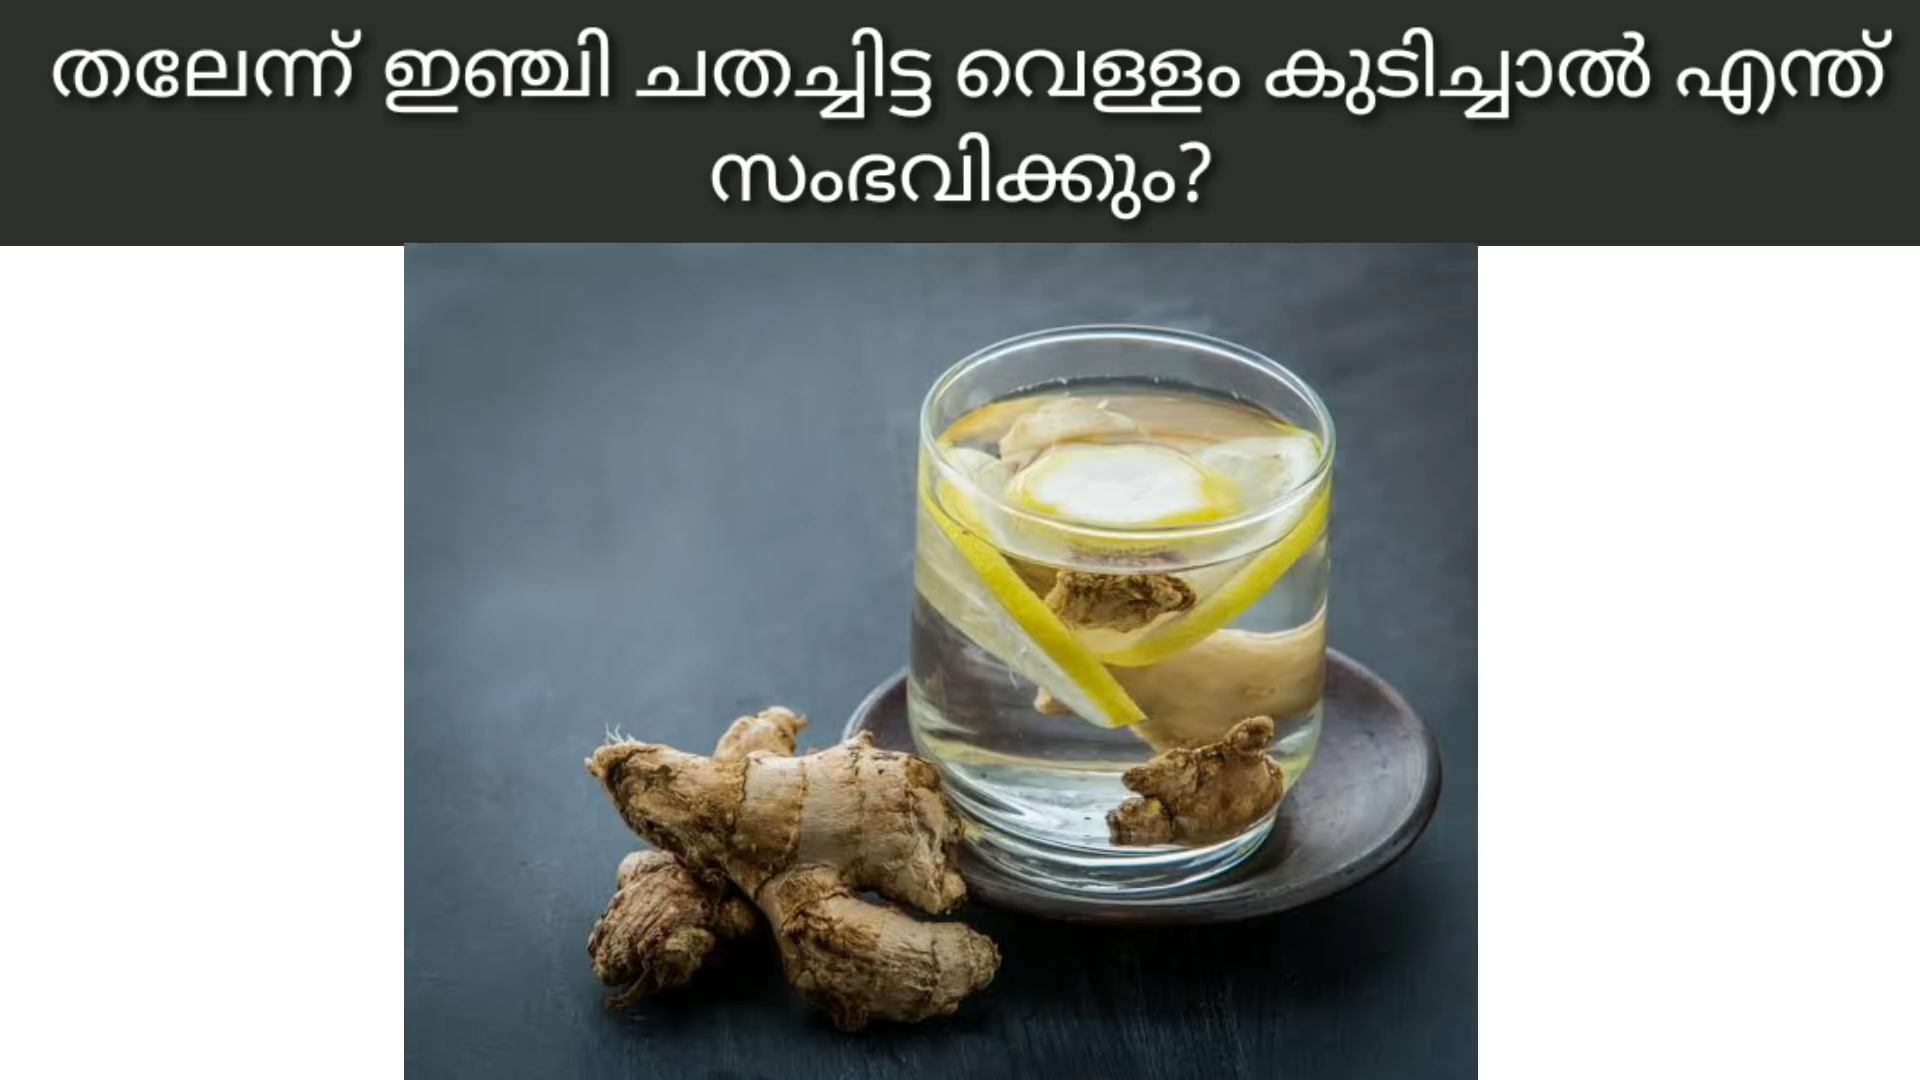 തലേന്ന് ഇഞ്ചി ചതച്ചിട്ട വെള്ളം കുടിച്ചാൽ എന്ത്
സംഭവിക്കും?